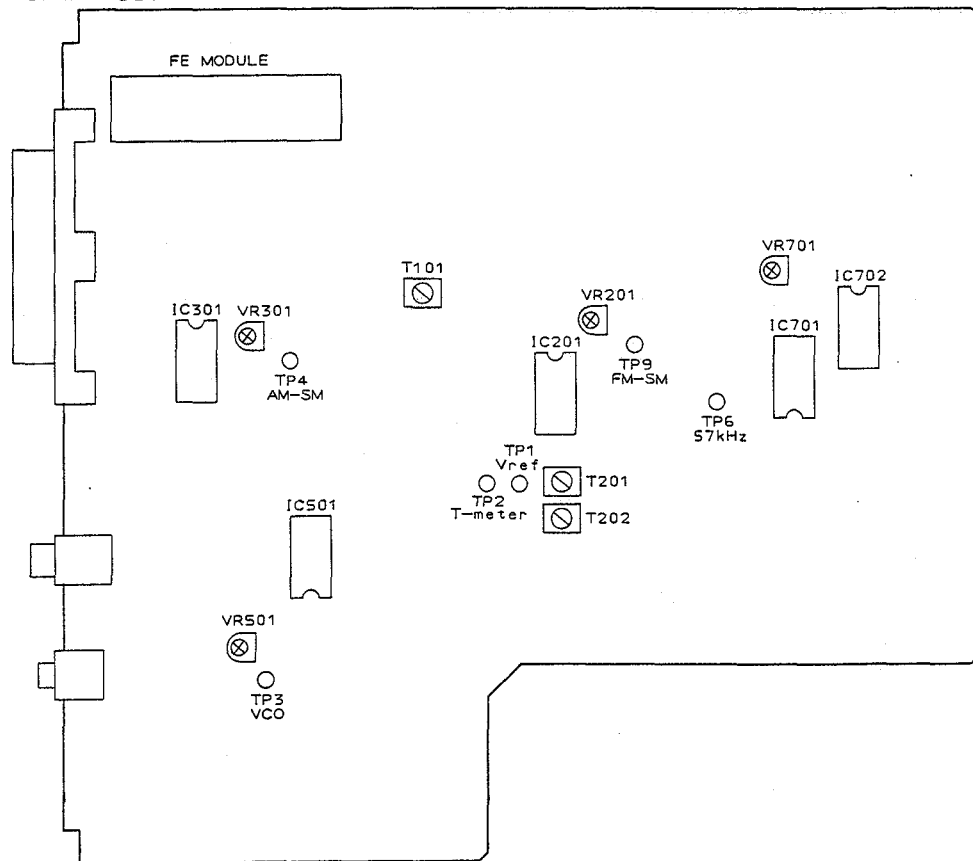 FE MODULE
VR701
T101
IC702
IC301
VR301
VR201
IC701
IC201
TP4
AM-SM
TP9
FM-SM
TP6
57kHz
TP1
Vref
T201
TP2
T-meter
T202
IC501
VR501
TP3
VCO